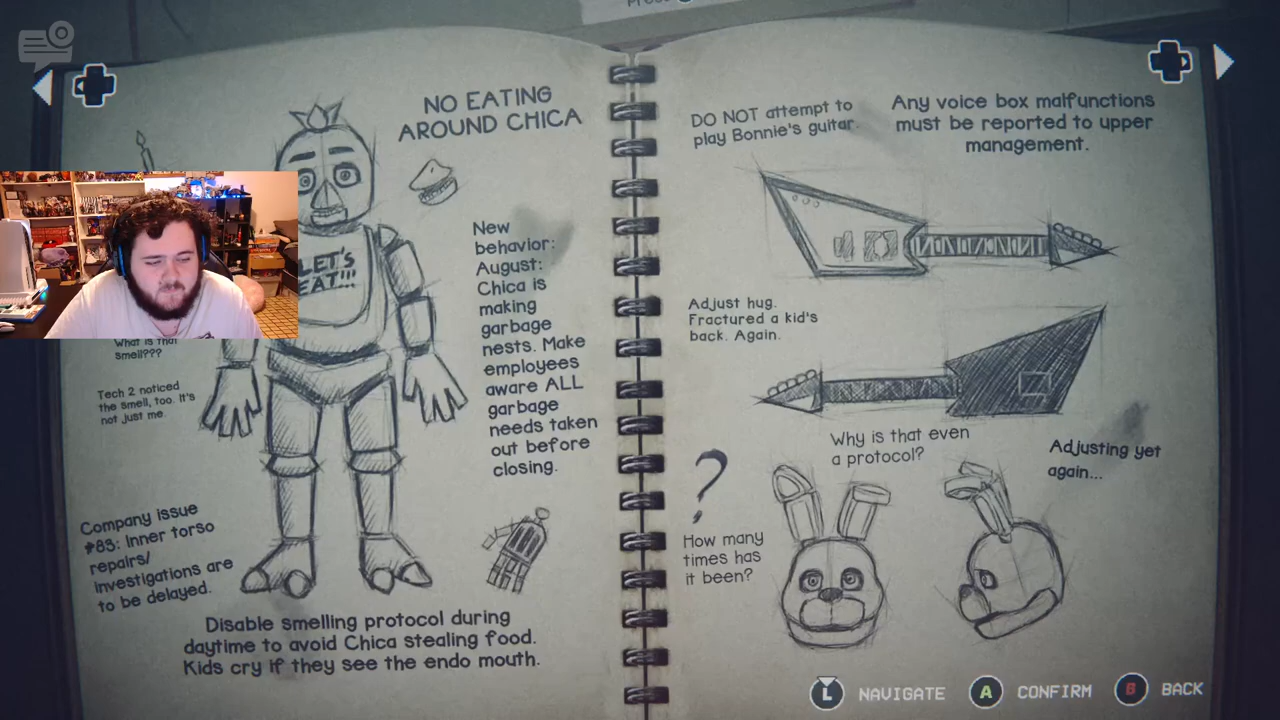 NO EATING
AROUND CHICA
LET'S
EAT!!!
New
behavior:
August:
Chica is
making
garbage
nests. Make
employees
aware ALL
garbage
needs taken
out before
closing.
What is that
smell???
Tech 2 noticed
the smell, too. It's
not just me.
Company issue
#83: Inner torso
repairs/
investigations are
to be delayed.
Disable smelling protocol during
daytime to avoid Chica stealing food.
Kids cry if they see the endo mouth.
DO NOT attempt to
play Bonnie's guitar.
Any voice box malfunctions
must be reported to upper
management.
Adjust hug.
Fractured a kid's
back. Again.
Why is that even
a protocol?
Adjusting yet
again...
?
How many
times has
it been?
L NAVIGATE A CONFIRM B BACK